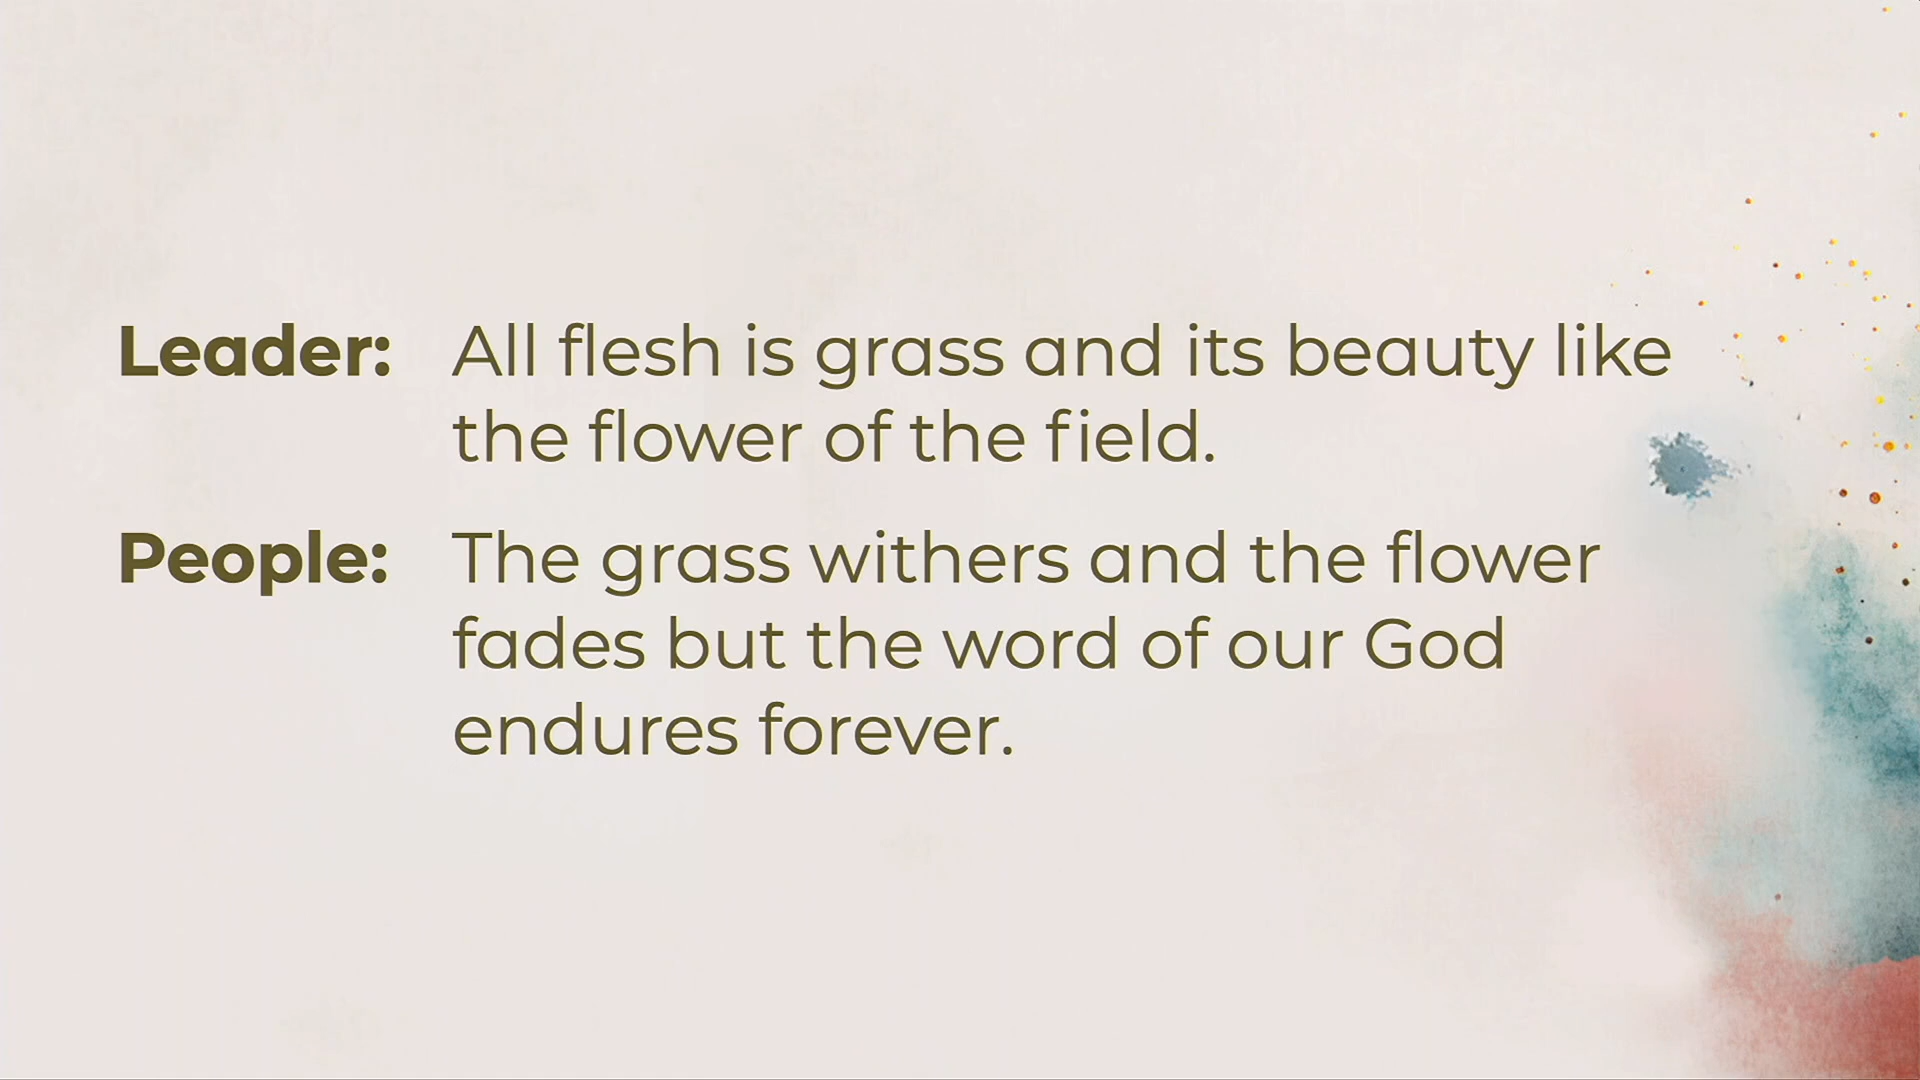 Leader: All flesh is grass and its beauty like
the flower of the field.
People: The grass withers and the flower
fades but the word of our God
endures forever.